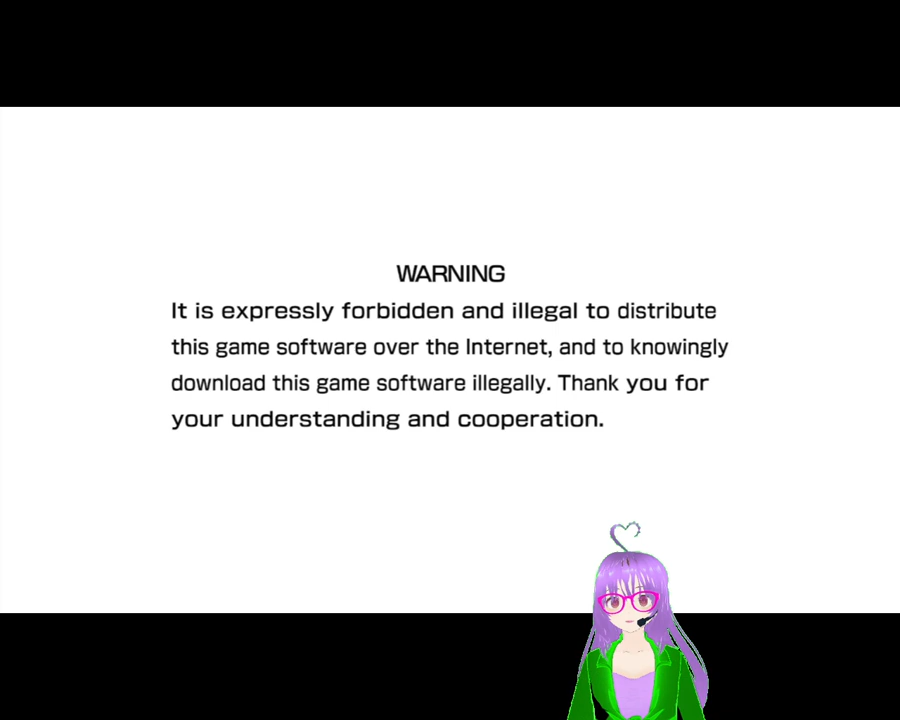 WARNING
It is expressly forbidden and illegal to distribute
this game software over the Internet, and to knowingly
download this game software illegally. Thank you for
your understanding and cooperation.